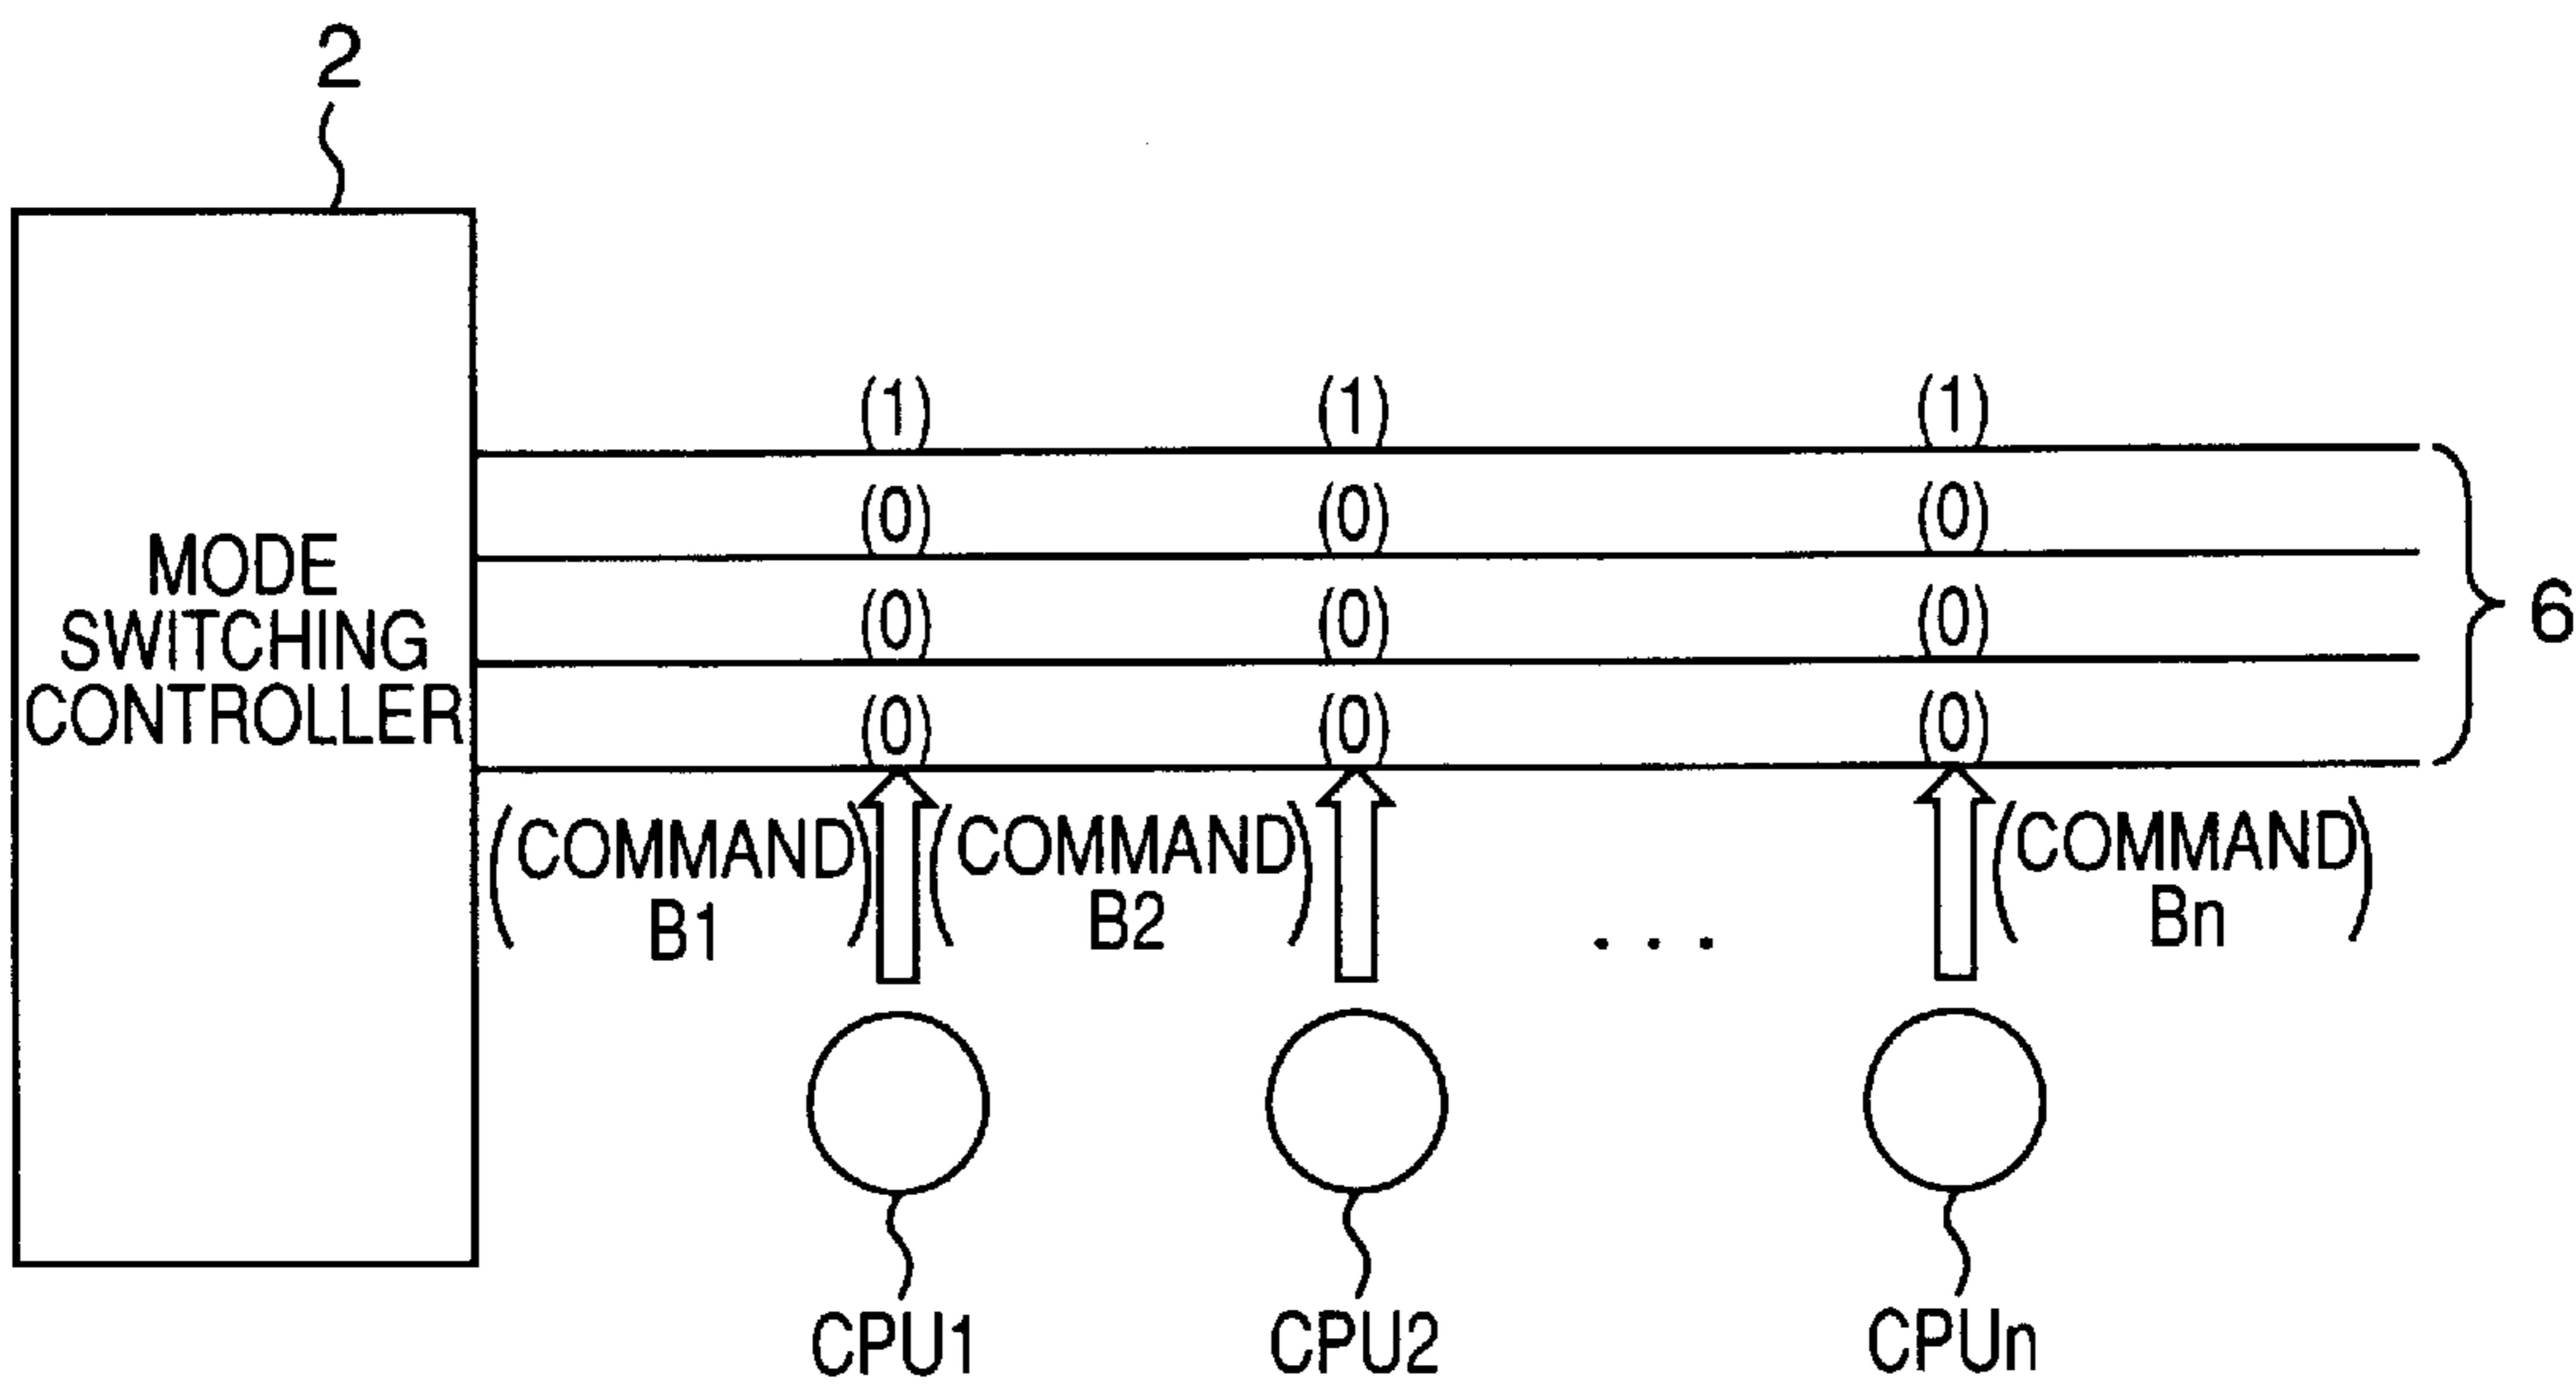 2
(1) (1) (1)
(0) (0) (0)
(0) (0) (0)
(0) (0) (0)
6
MODE
SWITCHING
CONTROLLER
(COMMAND) (COMMAND) (COMMAND)
B1 B2 ... Bn
CPU1 CPU2 CPUn